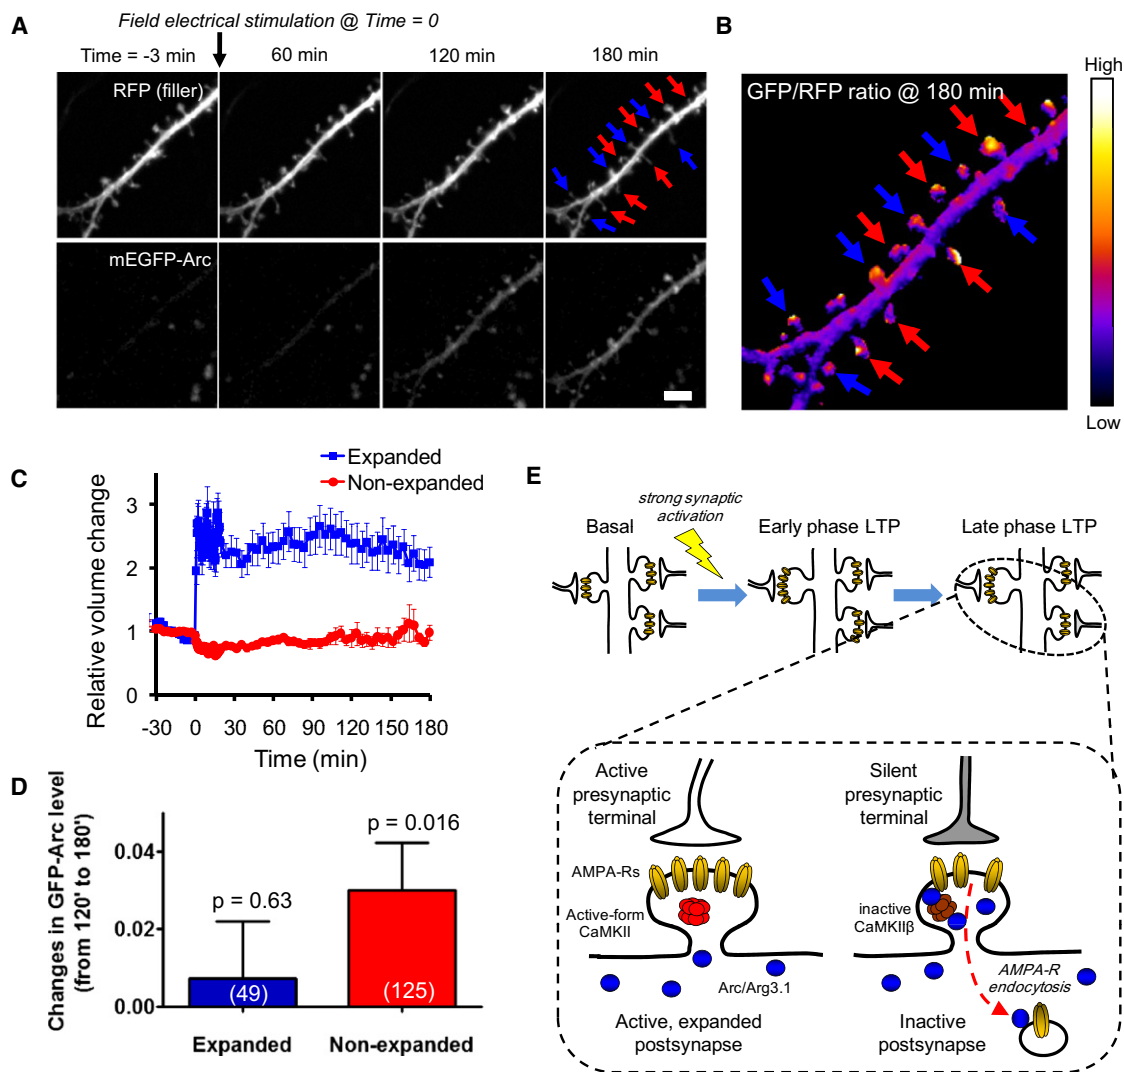 A
Field electrical stimulation @ Time = 0
Time = -3 min
60 min
120 min
180 min
RFP (filler)
mEGFP-Arc
B
GFP/RFP ratio @ 180 min
High
Low
C
Expanded
Non-expanded
Relative volume change
3
2
1
0
-30
0
30
60
90
120
150
180
Time (min)
D
Changes in GFP-Arc level
(from 120' to 180')
0.04
0.02
0.00
p = 0.63
p = 0.016
(49)
(125)
Expanded
Non-expanded
E
strong synaptic
activation
Basal
Early phase LTP
Late phase LTP
Active
presynaptic
terminal
Silent
presynaptic
terminal
AMPA-Rs
Active-form
CaMKII
inactive
CaMKIIβ
Arc/Arg3.1
AMPA-R
endocytosis
Active, expanded
postsynapse
Inactive
postsynapse